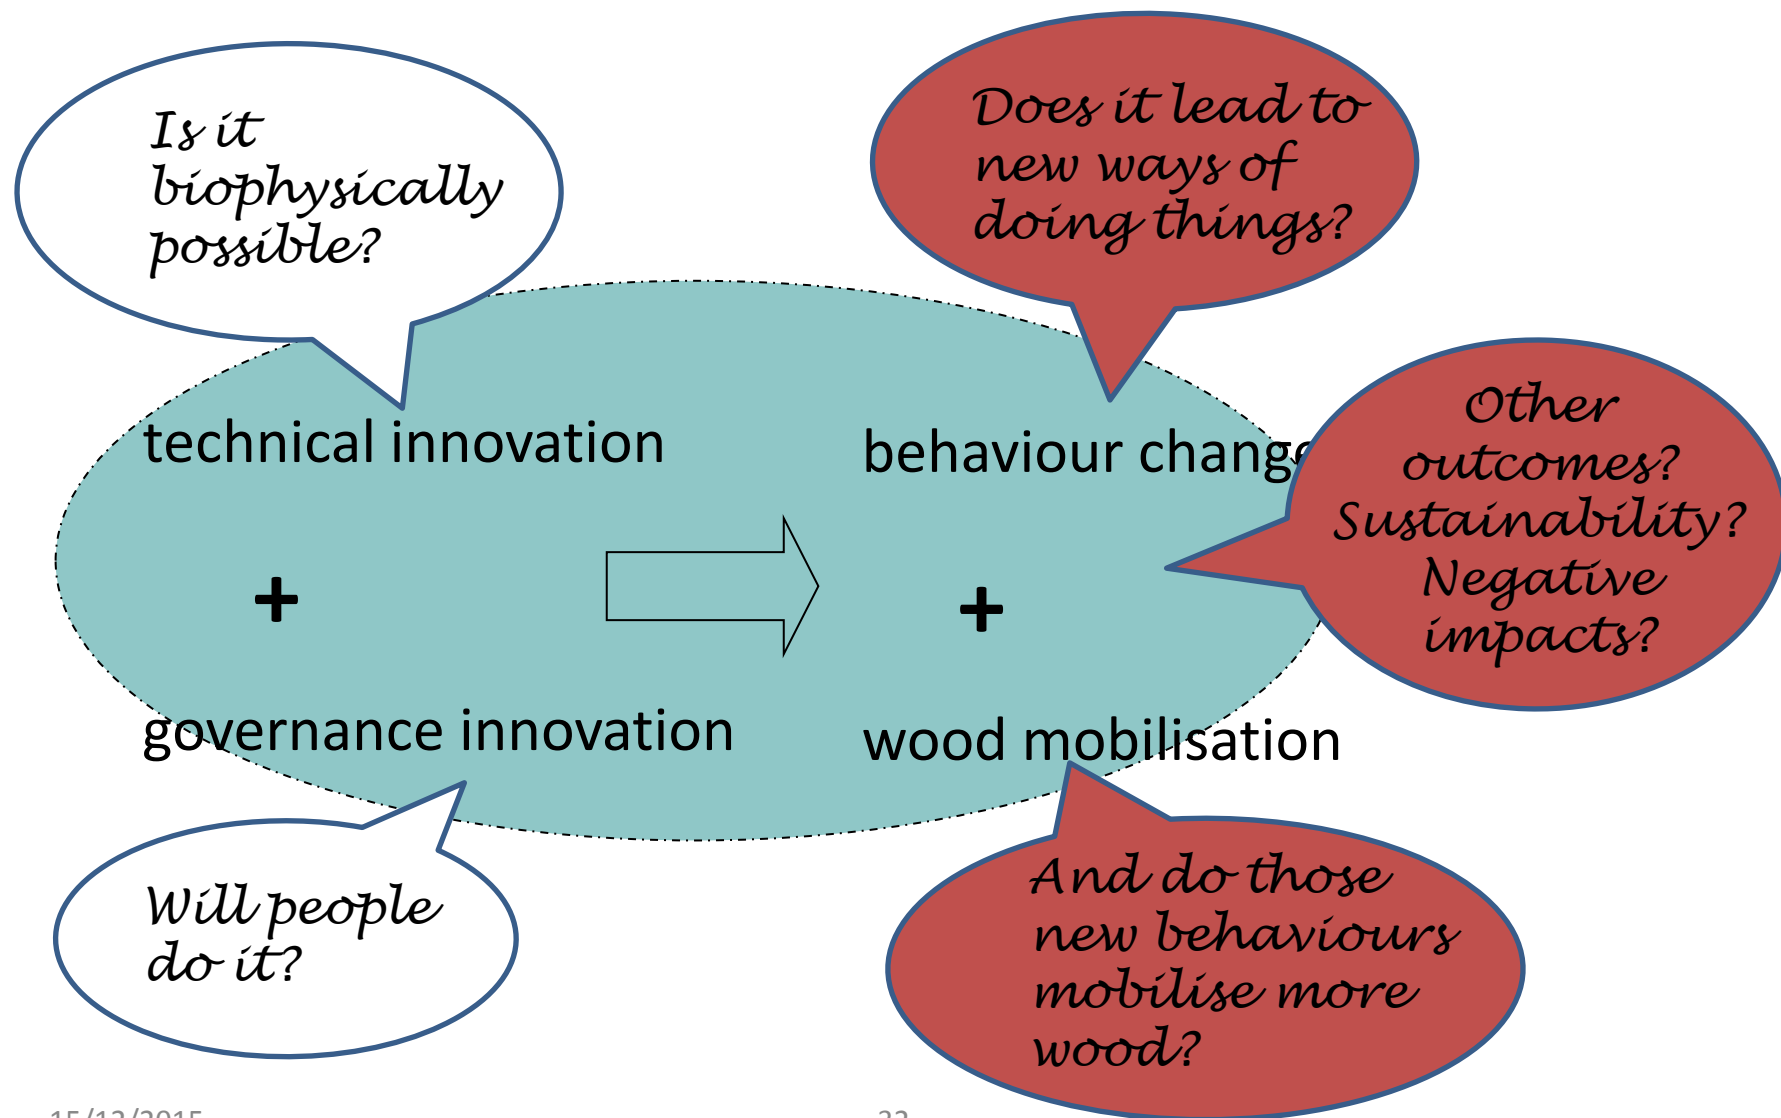 Is it
biophysically
possible?
Does it lead to
new ways of
doing things?
technical innovation
behaviour change
Other
outcomes?
Sustainability?
Negative
impacts?
+
+
governance innovation
wood mobilisation
Will people
do it?
And do those
new behaviours
mobilise more
wood?